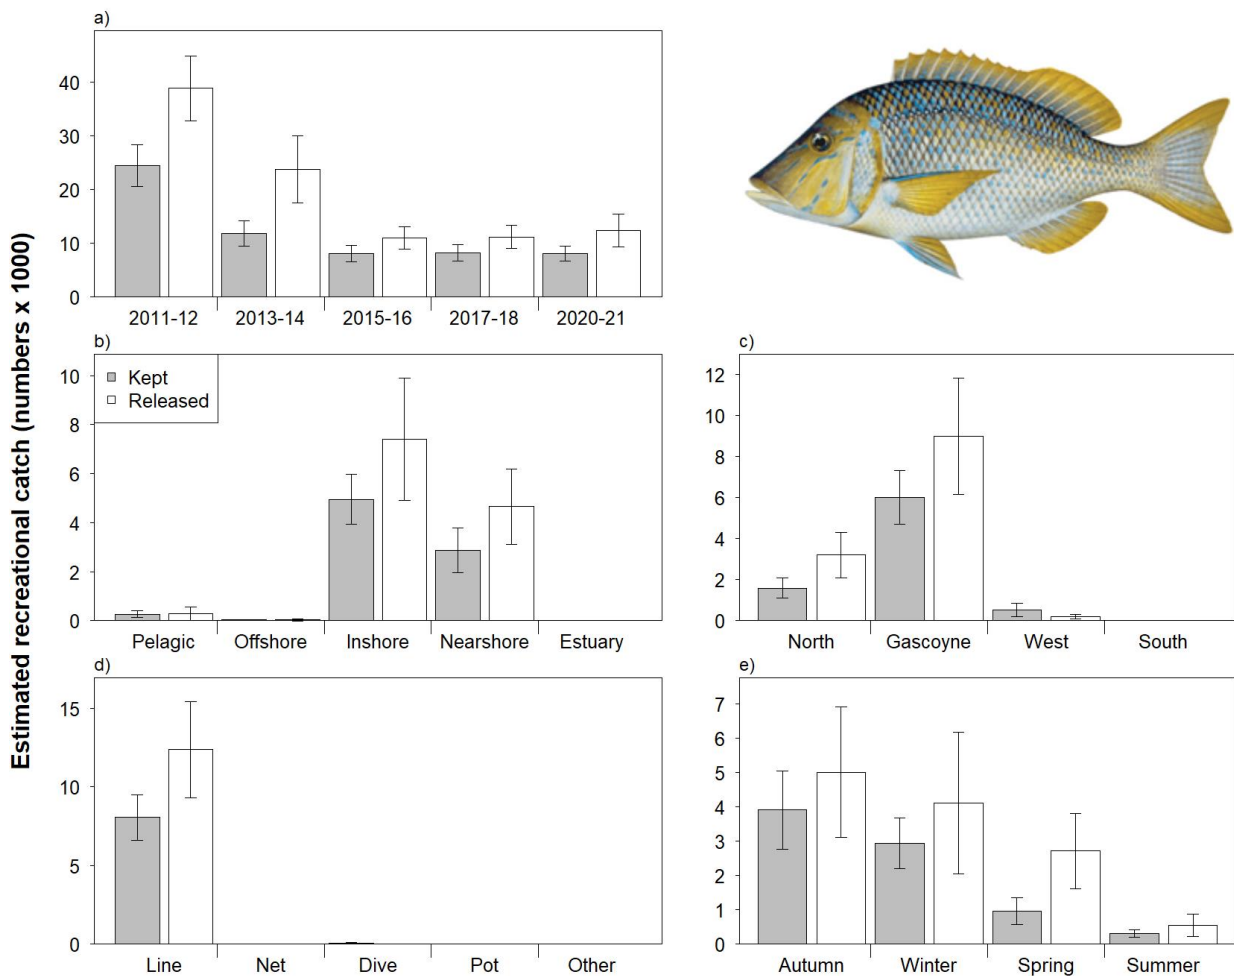 Estimated recreational catch (numbers x 1000)
a)
40
30
20
10
0
2011-12 2013-14 2015-16 2017-18 2020-21
b)
Kept
Released
10
8
6
4
2
0
Pelagic Offshore Inshore Nearshore Estuary
c)
12
10
8
6
4
2
0
North Gascoyne West South
d)
15
10
5
0
Line Net Dive Pot Other
e)
7
6
5
4
3
2
1
0
Autumn Winter Spring Summer